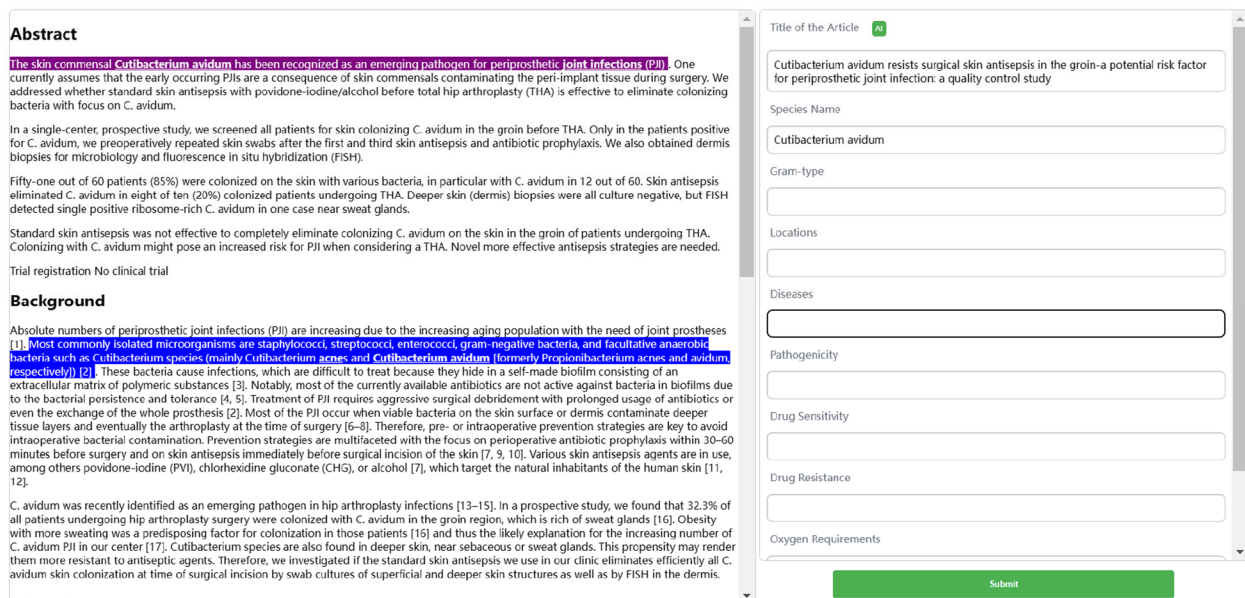 Abstract
The skin commensal Cutibacterium avidum has been recognized as an emerging pathogen for periprosthetic joint infections (PJI) . One
currently assumes that the early occurring PJIs are a consequence of skin commensals contaminating the peri-implant tissue during surgery. We
addressed whether standard skin antisepsis with povidone-iodine/alcohol before total hip arthroplasty (THA) is effective to eliminate colonizing
bacteria with focus on C. avidum.
In a single-center, prospective study, we screened all patients for skin colonizing C. avidum in the groin before THA. Only in the patients positive
for C. avidum, we preoperatively repeated skin swabs after the first and third skin antisepsis and antibiotic prophylaxis. We also obtained dermis
biopsies for microbiology and fluorescence in situ hybridization (FISH).
Fifty-one out of 60 patients (85%) were colonized on the skin with various bacteria, in particular with C. avidum in 12 out of 60. Skin antisepsis
eliminated C. avidum in eight of ten (20%) colonized patients undergoing THA. Deeper skin (dermis) biopsies were all culture negative, but FISH
detected single positive ribosome-rich C. avidum in one case near sweat glands.
Standard skin antisepsis was not effective to completely eliminate colonizing C. avidum on the skin in the groin of patients undergoing THA.
Colonizing with C. avidum might pose an increased risk for PJI when considering a THA. Novel more effective antisepsis strategies are needed.
Trial registration No clinical trial
Background
Absolute numbers of periprosthetic joint infections (PJI) are increasing due to the increasing aging population with the need of joint prostheses
[1]. Most commonly isolated microorganisms are staphylococci, streptococci, enterococci, gram-negative bacteria, and facultative anaerobic
bacteria such as Cutibacterium species (mainly Cutibacterium acnes and Cutibacterium avidum [formerly Propionibacterium acnes and avidum,
respectively]) [2] . These bacteria cause infections, which are difficult to treat because they hide in a self-made biofilm consisting of an
extracellular matrix of polymeric substances [3]. Notably, most of the currently available antibiotics are not active against bacteria in biofilms due
to the bacterial persistence and tolerance [4, 5]. Treatment of PJI requires aggressive surgical debridement with prolonged usage of antibiotics or
even the exchange of the whole prosthesis [2]. Most of the PJI occur when viable bacteria on the skin surface or dermis contaminate deeper
tissue layers and eventually the arthroplasty at the time of surgery [6–8]. Therefore, pre- or intraoperative prevention strategies are key to avoid
intraoperative bacterial contamination. Prevention strategies are multifaceted with the focus on perioperative antibiotic prophylaxis within 30–60
minutes before surgery and on skin antisepsis immediately before surgical incision of the skin [7, 9, 10]. Various skin antisepsis agents are in use,
among others povidone-iodine (PVI), chlorhexidine gluconate (CHG), or alcohol [7], which target the natural inhabitants of the human skin [11,
12].
C. avidum was recently identified as an emerging pathogen in hip arthroplasty infections [13–15]. In a prospective study, we found that 32.3% of
all patients undergoing hip arthroplasty surgery were colonized with C. avidum in the groin region, which is rich of sweat glands [16]. Obesity
with more sweating was a predisposing factor for colonization in those patients [16] and thus the likely explanation for the increasing number of
C. avidum PJI in our center [17]. Cutibacterium species are also found in deeper skin, near sebaceous or sweat glands. This propensity may render
them more resistant to antiseptic agents. Therefore, we investigated if the standard skin antisepsis we use in our clinic eliminates efficiently all C.
avidum skin colonization at time of surgical incision by swab cultures of superficial and deeper skin structures as well as by FISH in the dermis.
Title of the Article AI
Cutibacterium avidum resists surgical skin antisepsis in the groin-a potential risk factor
for periprosthetic joint infection: a quality control study
Species Name
Cutibacterium avidum
Gram-type
Locations
Diseases
Pathogenicity
Drug Sensitivity
Drug Resistance
Oxygen Requirements
Submit